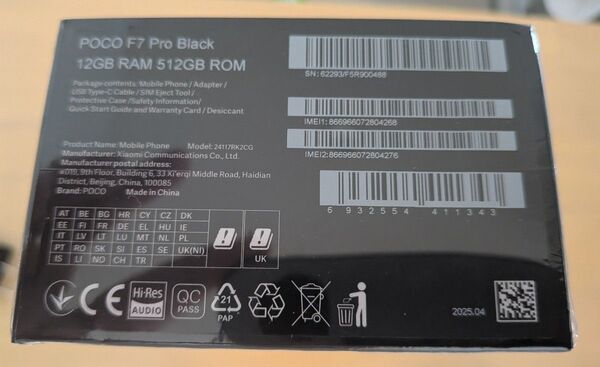 POCO F7 Pro Black
12GB RAM 512GB ROM
Package contents: Mobile Phone / Adapter /
USB Type-C Cable / SIM Eject Tool /
Protective Case / Safety Information/
Quick Start Guide and Warranty Card / Desiccant
SN: 62293/F5R900488
IMEI1: 866966072804268
IMEI2: 866966072804276
6 932554 411343
Product Name: Mobile Phone Model: 24117RK2CG
Manufacturer: Xiaomi Communications Co., Ltd.
Manufacturer postal address:
#019, 9th Floor, Building 6, 33 Xi'erqi Middle Road, Haidian
District, Beijing, China, 100085
Brand: POCO Made in China
AT BE BG HR CY CZ DK
EE FI FR DE EL HU IE
IT LV LT LU MT NL PL
PT RO SK SI ES SE UK(NI)
IS LI NO CH TR
UK
CE
Hi-Res
AUDIO
QC
PASS
21
PAP
2025.04